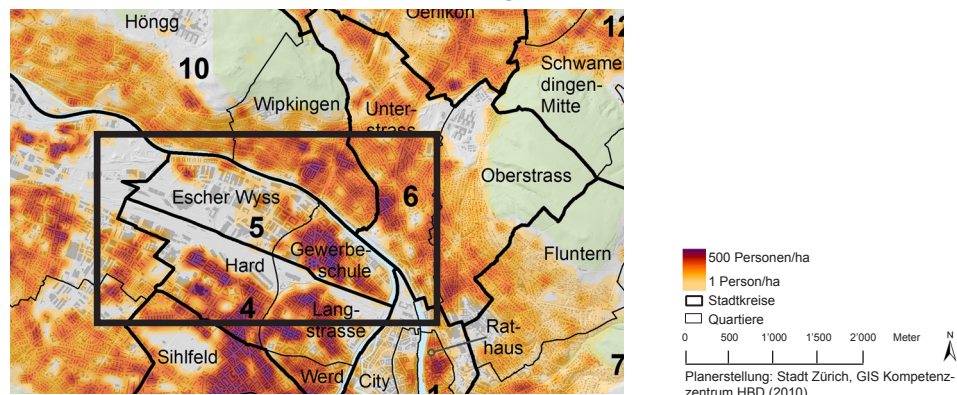 Höngg
Oerlikon
12
10
Schwame
dingen-
Mitte
Wipkingen
Unter-
strass
Oberstrass
Escher Wyss
6
5
Gewerbe-
schule
Fluntern
Hard
4
Lang-
strasse
Rat-
haus
Sihlfeld
Werd
City
7
1
500 Personen/ha
1 Person/ha
Stadtkreise
Quartiere
0 500 1'000 1'500 2'000 Meter
N
Planerstellung: Stadt Zürich, GIS Kompetenz-
zentrum HBD (2010)